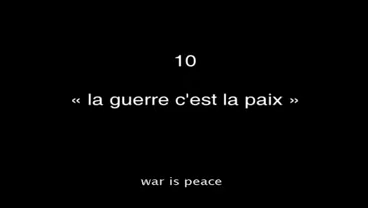 10
« la guerre c'est la paix »
war is peace